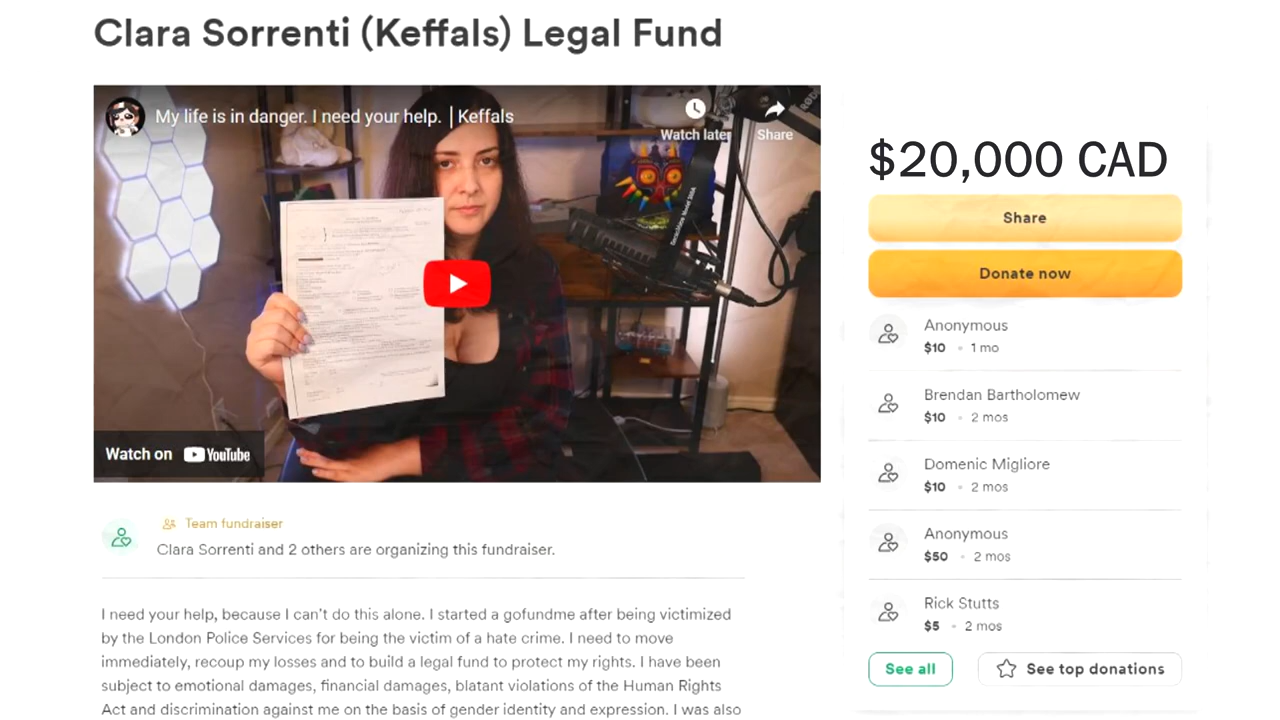 Clara Sorrenti (Keffals) Legal Fund
My life is in danger. I need your help. | Keffals
Watch later
Share
Watch on YouTube
$20,000 CAD
Share
Donate now
Anonymous
$10 • 1 mo
Brendan Bartholomew
$10 • 2 mos
Domenic Migliore
$10 • 2 mos
Anonymous
$50 • 2 mos
Rick Stutts
$5 • 2 mos
See all
See top donations
Team fundraiser
Clara Sorrenti and 2 others are organizing this fundraiser.
I need your help, because I can't do this alone. I started a gofundme after being victimized
by the London Police Services for being the victim of a hate crime. I need to move
immediately, recoup my losses and to build a legal fund to protect my rights. I have been
subject to emotional damages, financial damages, blatant violations of the Human Rights
Act and discrimination against me on the basis of gender identity and expression. I was also